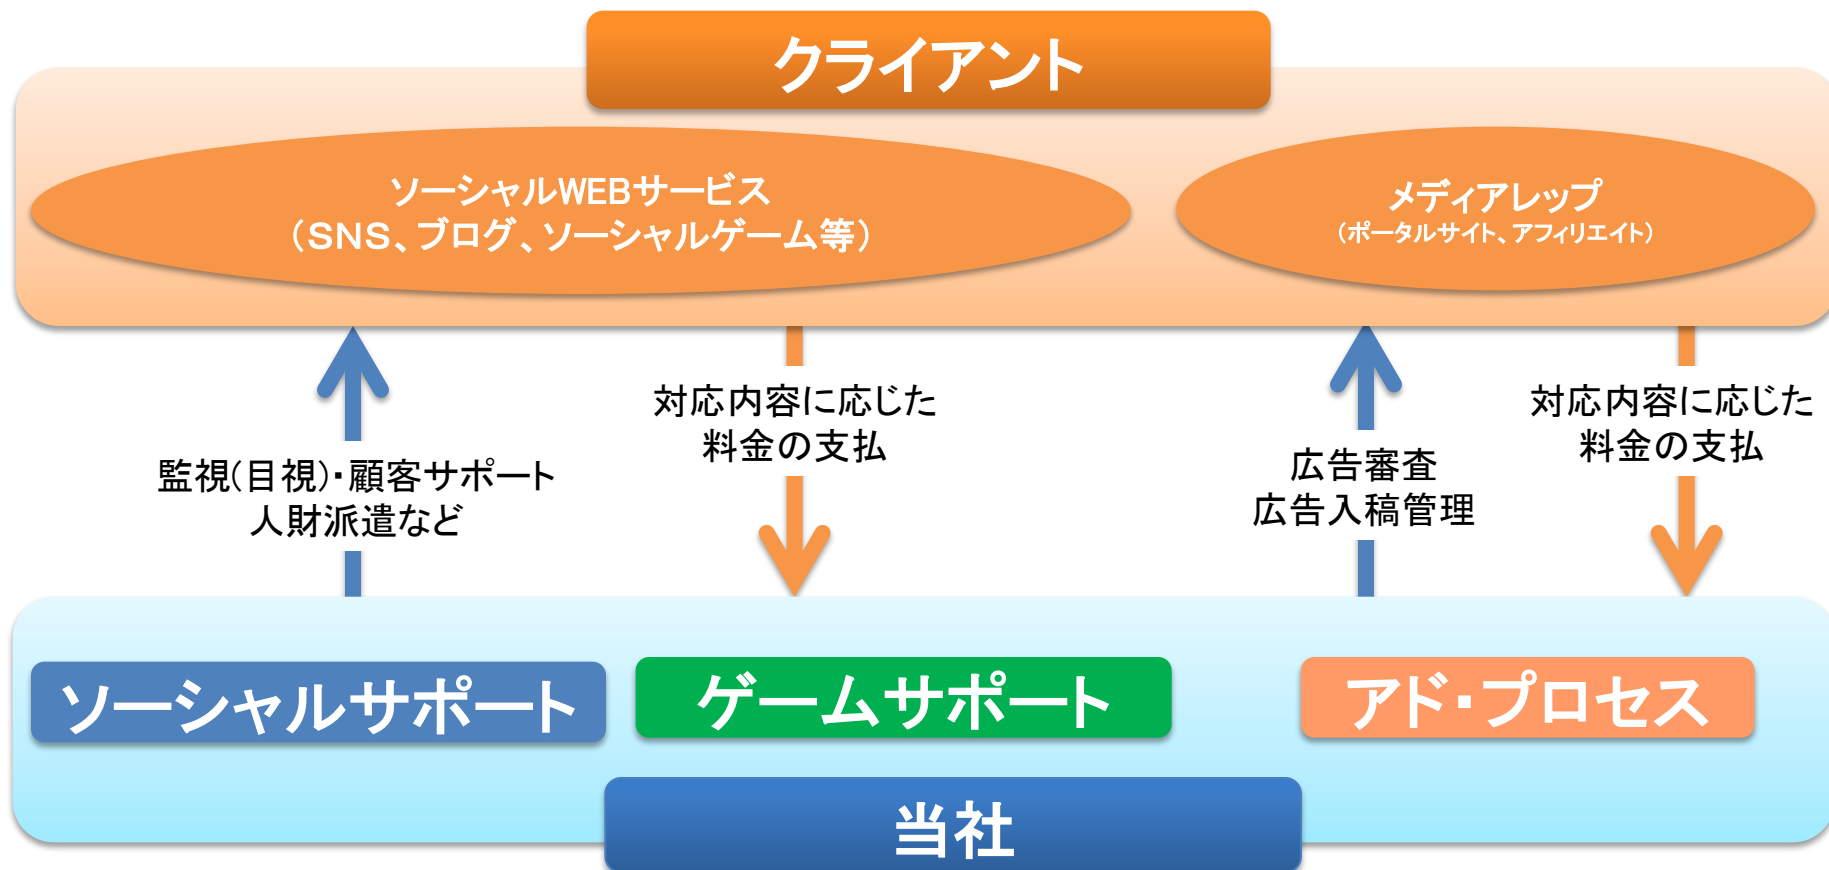 クライアント
ソーシャルWEBサービス
（ＳＮＳ、ブログ、ソーシャルゲーム等）
メディアレップ
（ポータルサイト、アフィリエイト）
対応内容に応じた
料金の支払
対応内容に応じた
料金の支払
監視(目視)・顧客サポート
人財派遣など
広告審査
広告入稿管理
ソーシャルサポート
ゲームサポート
アド・プロセス
当社